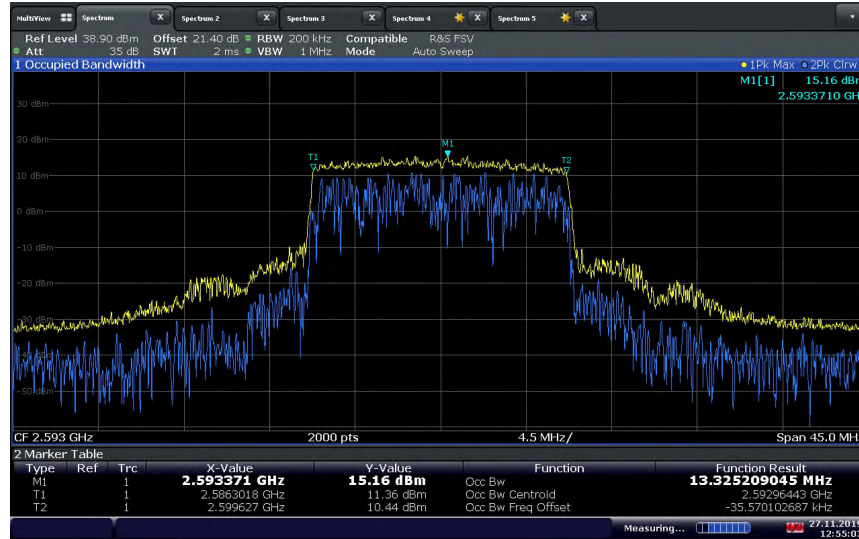 MultiView Spectrum X Spectrum 2 X Spectrum 3 X Spectrum 4 X Spectrum 5 X
Ref Level 38.90 dBm Offset 21.40 dB RBW 200 kHz Compatible R&S FSV
Att 35 dB SWT 2 ms VBW 1 MHz Mode Auto Sweep
1 Occupied Bandwidth 1Pk Max 2Pk Clrw
M1[1] 15.16 dBm
2.5933710 GH
30 dBm
20 dBm
M1
T1
T2
10 dBm
0 dBm
-10 dBm
-20 dBm
-30 dBm
-50 dBm
CF 2.593 GHz 2000 pts 4.5 MHz/ Span 45.0 MH
2 Marker Table
Type Ref Trc X-Value Y-Value Function Function Result
M1 1 2.593371 GHz 15.16 dBm Occ Bw 13.325209045 MHz
T1 1 2.5863018 GHz 11.36 dBm Occ Bw Centroid 2.59296443 GHz
T2 1 2.599627 GHz 10.44 dBm Occ Bw Freq Offset -35.570102687 kHz
Measuring... 27.11.2019
12:55:03